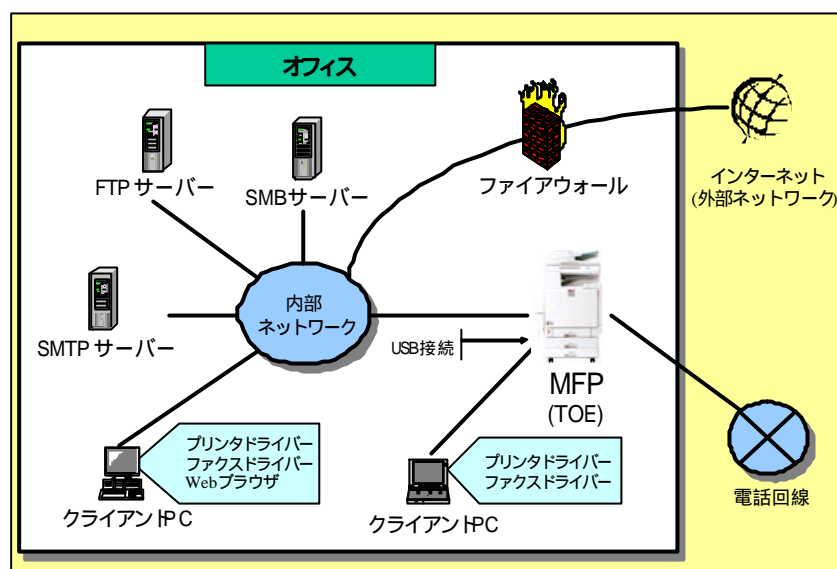 オフィス
FTP サーバー
SMBサーバー
ファイアウォール
インターネット
(外部ネットワーク)
SMTP サーバー
内部
ネットワーク
USB接続
MFP
(TOE)
プリンタドライバー
ファクスドライバー
Webブラウザ
クライアントPC
プリンタドライバー
ファクスドライバー
クライアントPC
電話回線